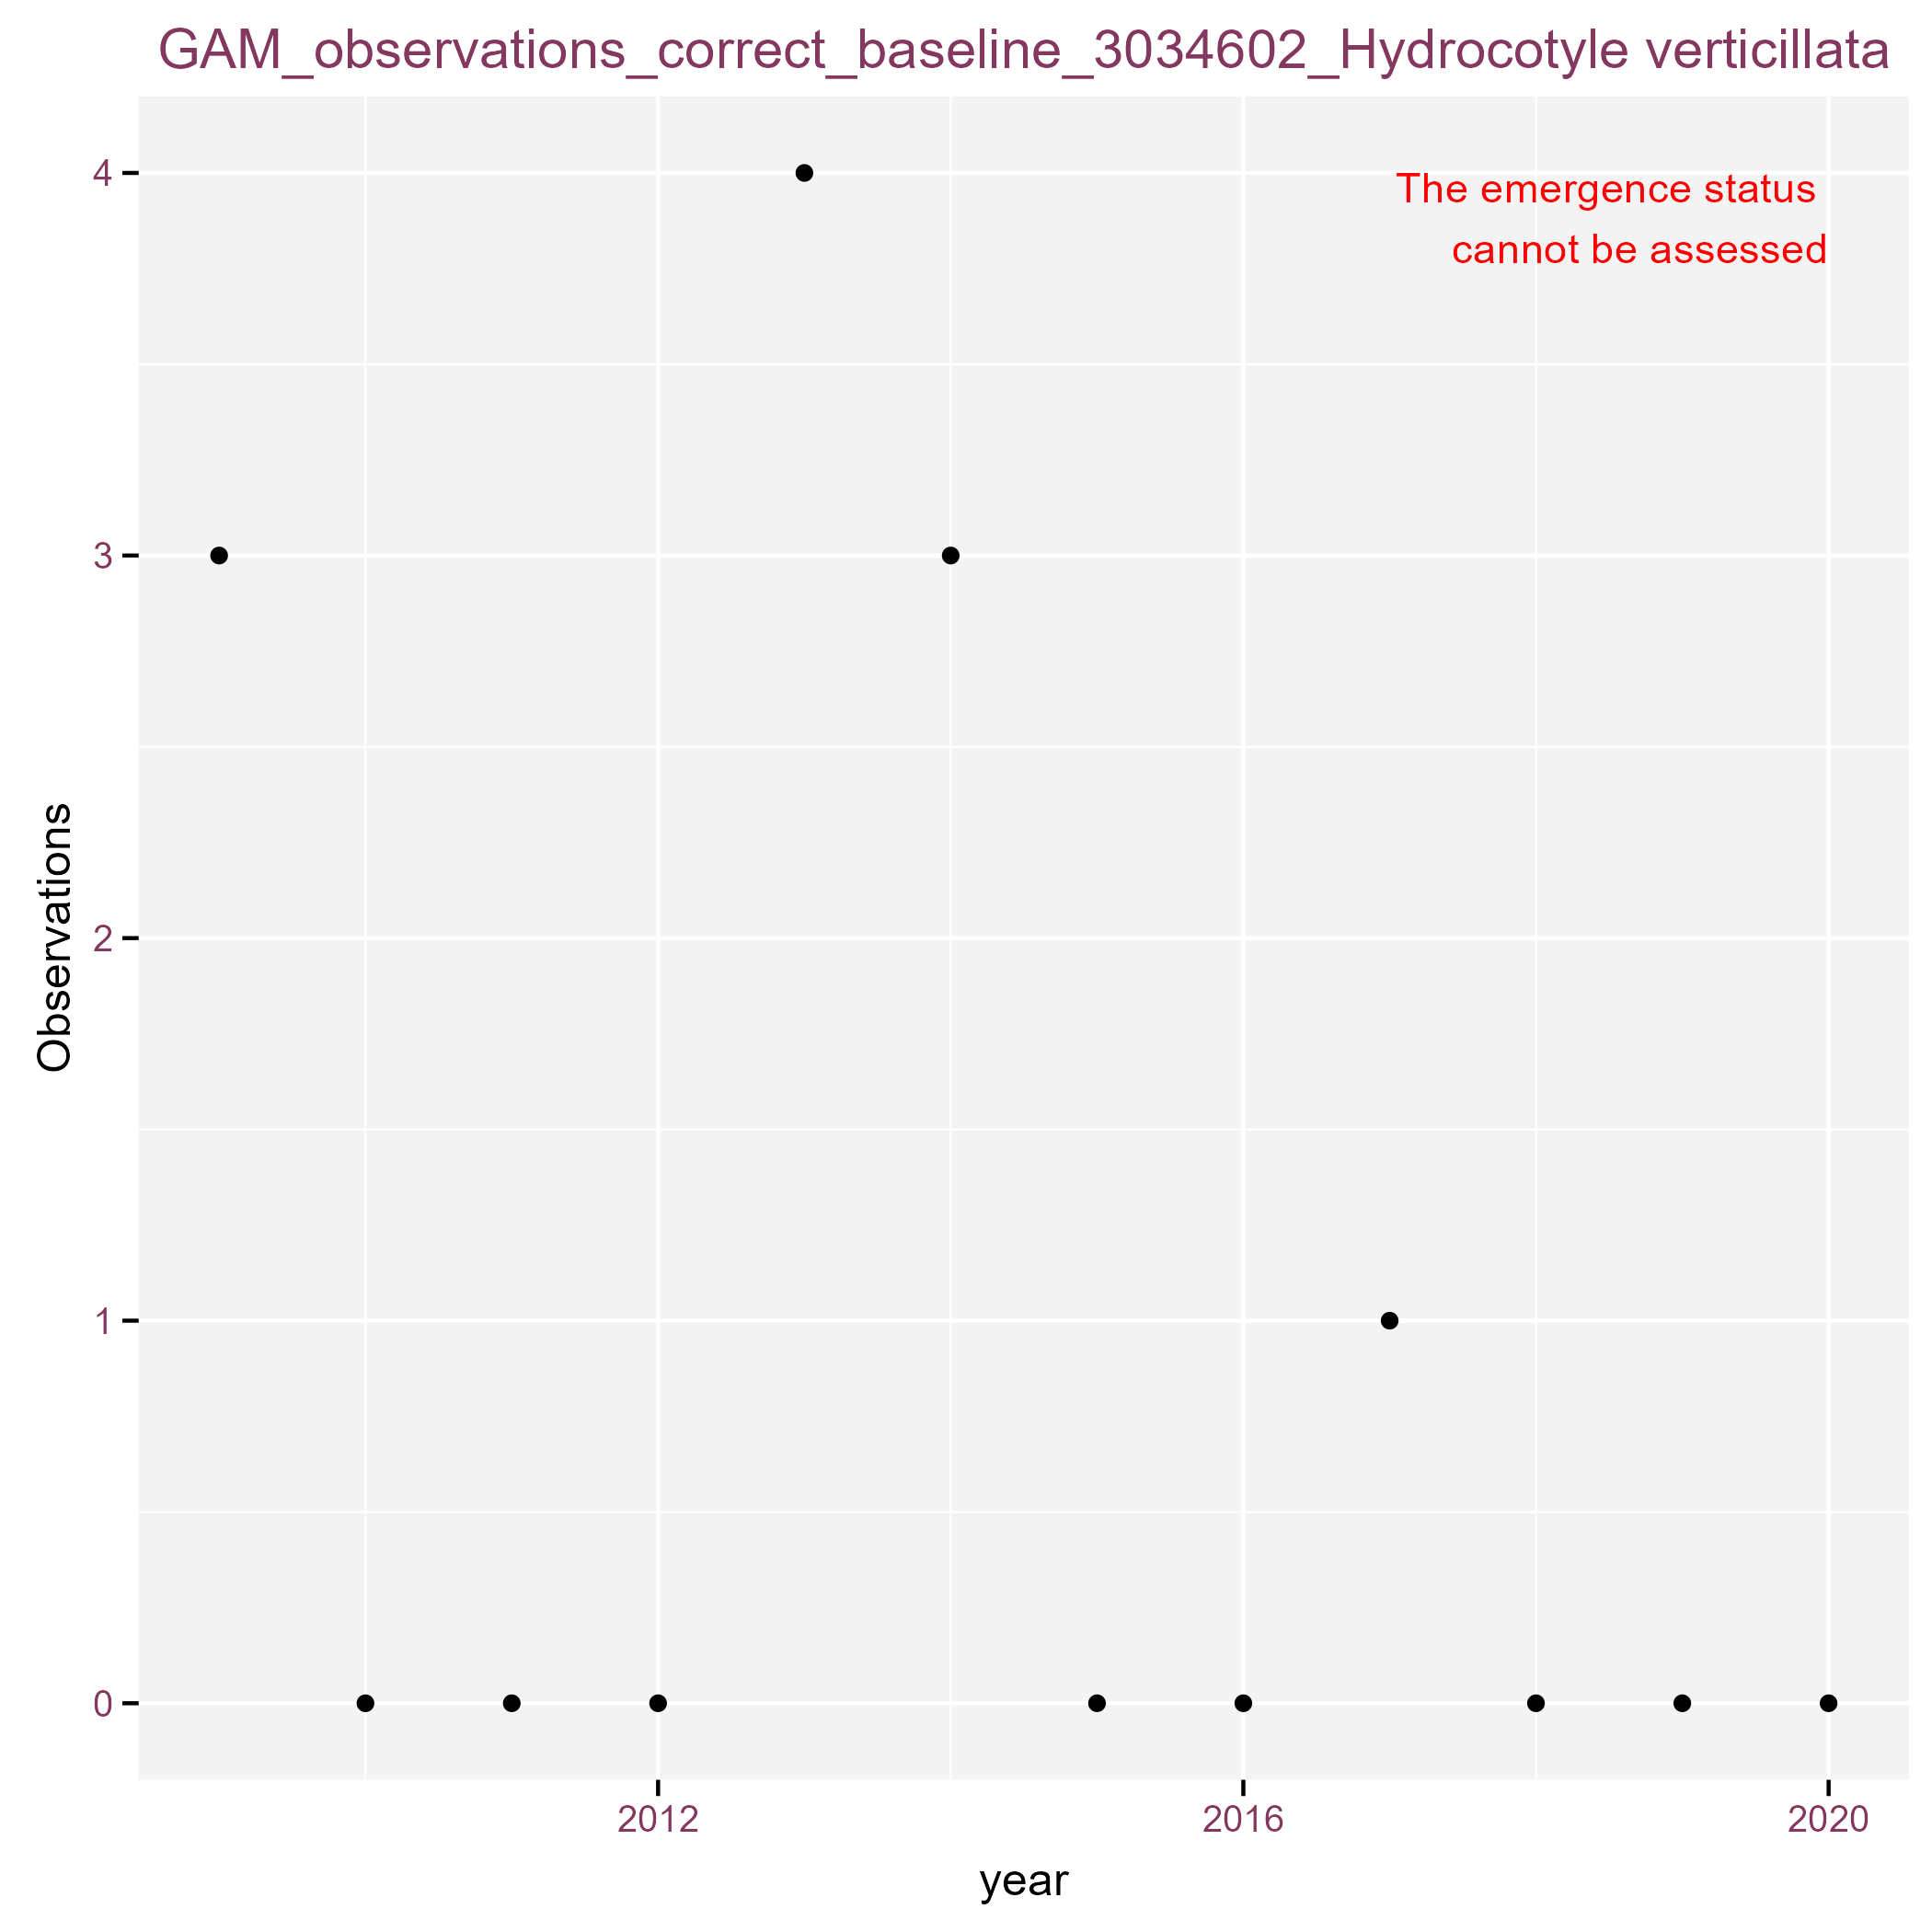 GAM_observations_correct_baseline_3034602_Hydrocotyle verticillata
The emergence status
cannot be assessed
4
3
2
1
0
Observations
2012
2016
2020
year